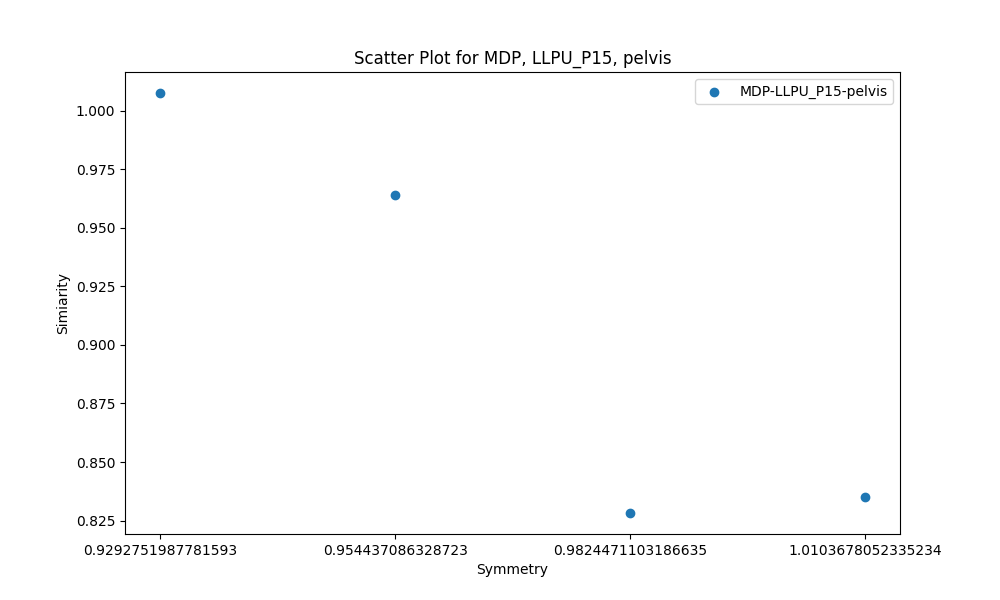 Scatter Plot for MDP, LLPU_P15, pelvis
MDP-LLPU_P15-pelvis
1.000
0.975
0.950
0.925
0.900
0.875
0.850
0.825
Simiarity
0.9292751987781593 0.954437086328723 0.9824471103186635 1.0103678052335234
Symmetry